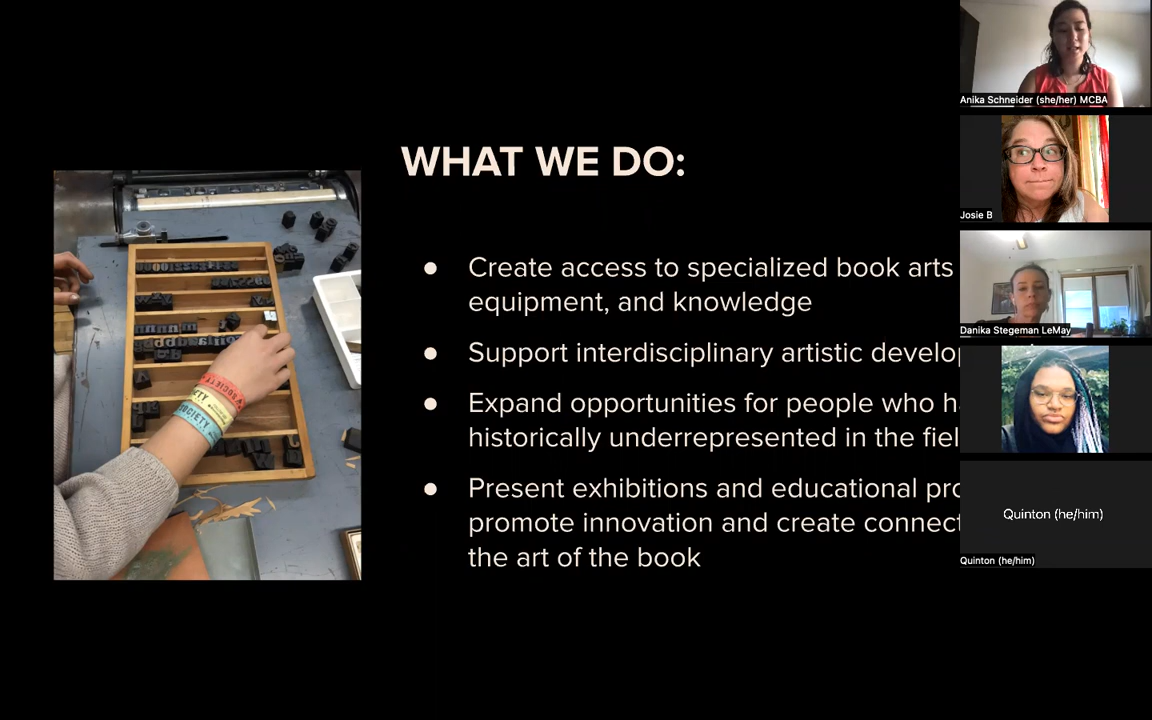 WHAT WE DO:
Create access to specialized book arts
equipment, and knowledge
Support interdisciplinary artistic develop
Expand opportunities for people who h
historically underrepresented in the fiel
Present exhibitions and educational pro
promote innovation and create connect
the art of the book
SOCIETY
SOCIETY
Anika Schneider (she/her) MCBA
Josie B
Danika Stegeman LeMay
Quinton (he/him)
Quinton (he/him)